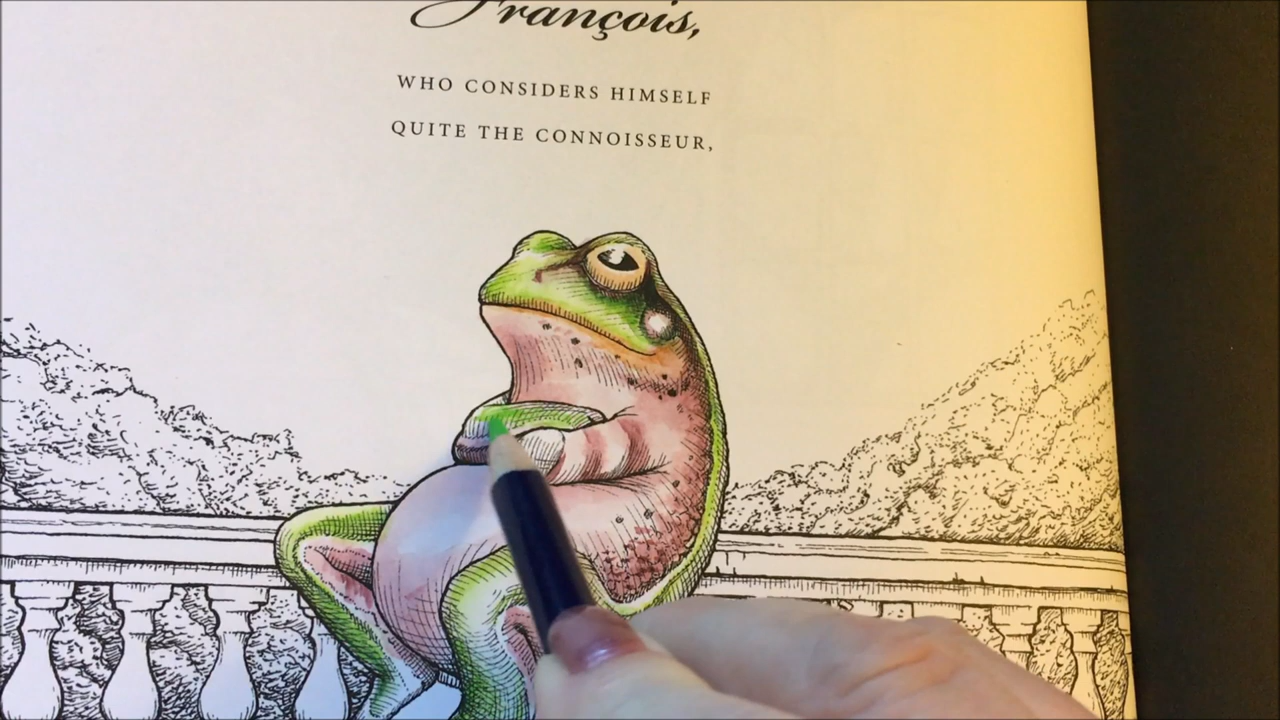 François,
WHO CONSIDERS HIMSELF
QUITE THE CONNOISSEUR,